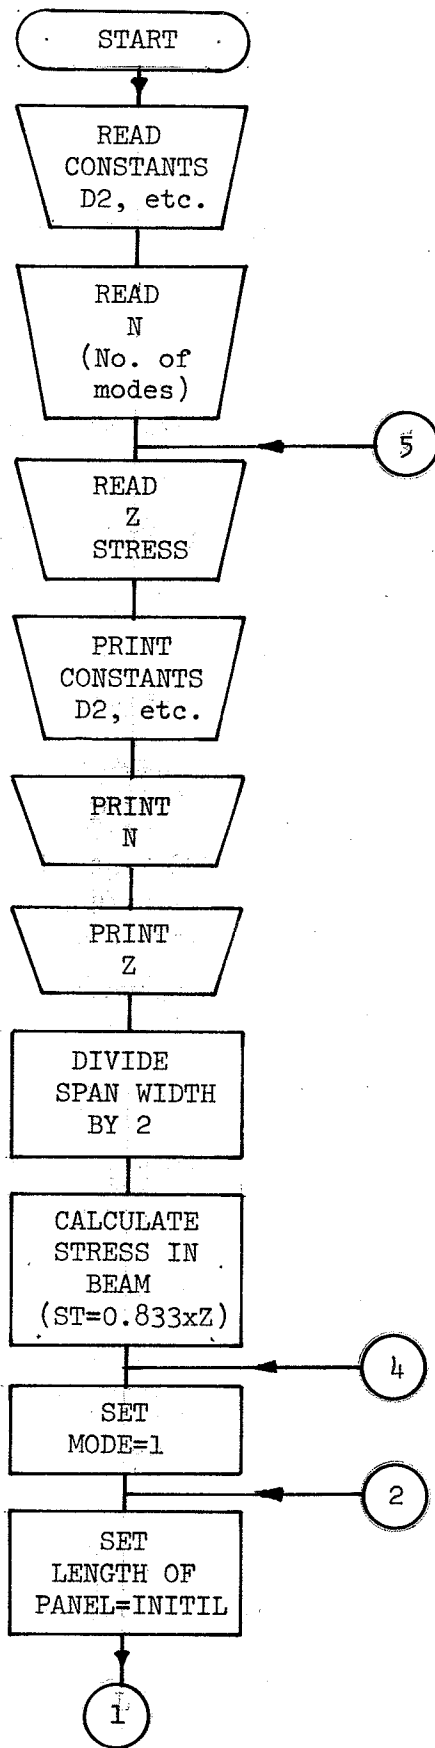 START
READ
CONSTANTS
D2, etc.
READ
N
(No. of
modes)
5
READ
Z
STRESS
PRINT
CONSTANTS
D2, etc.
PRINT
N
PRINT
Z
DIVIDE
SPAN WIDTH
BY 2
CALCULATE
STRESS IN
BEAM
(ST=0.833xZ)
4
SET
MODE=1
2
SET
LENGTH OF
PANEL=INITIL
1